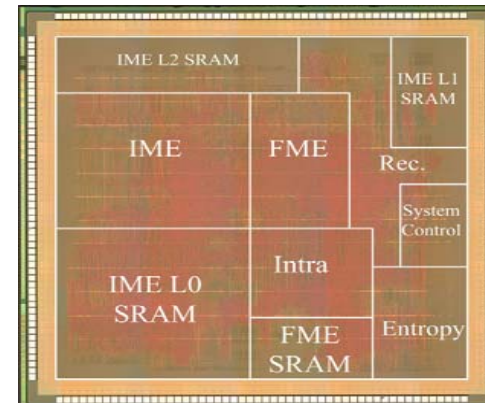 IME L2 SRAM
IME L1
SRAM
IME
FME
Rec.
System
Control
IME L0
SRAM
Intra
FME
SRAM
Entropy